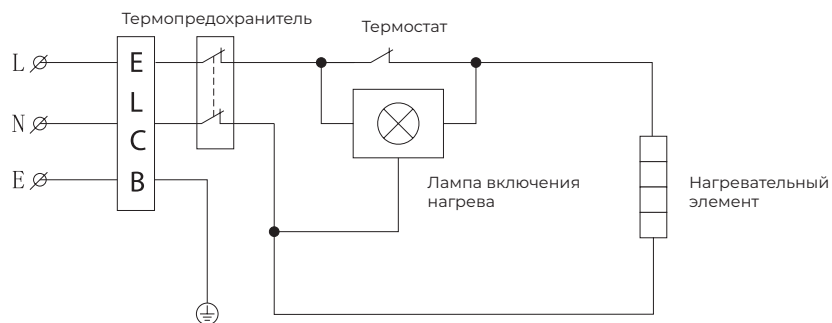 Термопредохранитель
Термостат
L
N
E
E
L
C
B
Лампа включения
нагрева
Нагревательный
элемент